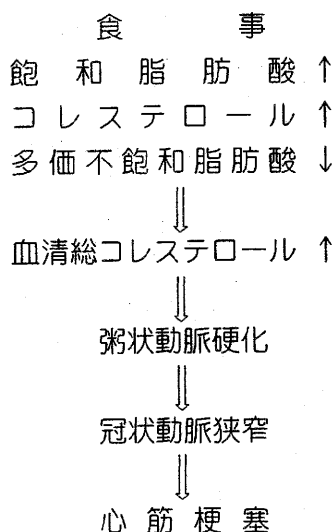 食事
飽和脂肪酸↑
コレステロール↑
多価不飽和脂肪酸↓
⇓
血清総コレステロール↑
⇓
粥状動脈硬化
⇓
冠状動脈狭窄
⇓
心筋梗塞